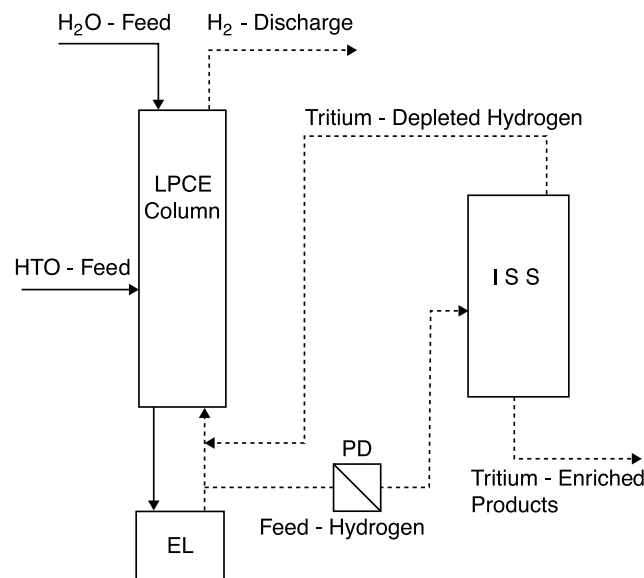 H₂O - Feed
H₂ - Discharge
Tritium - Depleted Hydrogen
LPCE
Column
HTO - Feed
I S S
PD
Feed - Hydrogen
Tritium - Enriched
Products
EL